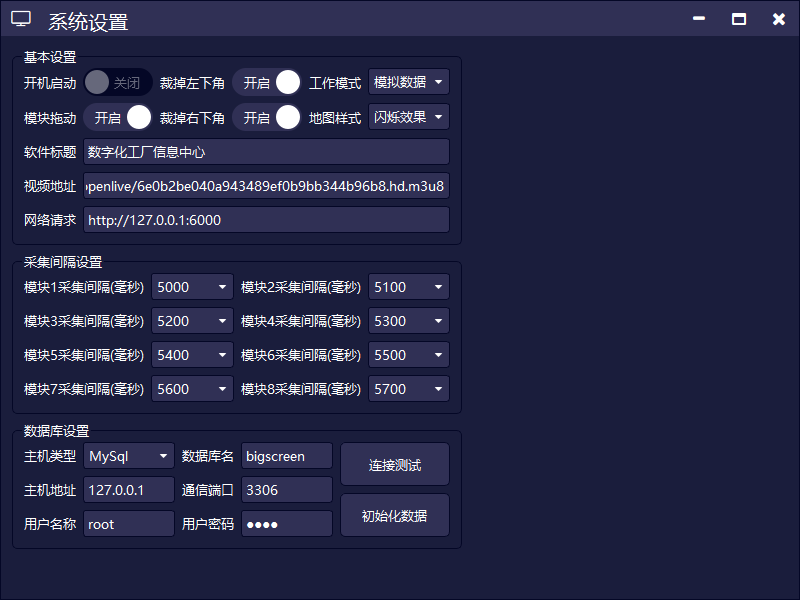 系统设置
基本设置
开机启动 关闭 裁掉左下角 开启 工作模式 模拟数据
模块拖动 开启 裁掉右下角 开启 地图样式 闪烁效果
软件标题 数字化工厂信息中心
视频地址 openlive/6e0b2be040a943489ef0b9bb344b96b8.hd.m3u8
网络请求 http://127.0.0.1:6000
采集间隔设置
模块1采集间隔(毫秒) 5000 模块2采集间隔(毫秒) 5100
模块3采集间隔(毫秒) 5200 模块4采集间隔(毫秒) 5300
模块5采集间隔(毫秒) 5400 模块6采集间隔(毫秒) 5500
模块7采集间隔(毫秒) 5600 模块8采集间隔(毫秒) 5700
数据库设置
主机类型 MySql 数据库名 bigscreen 连接测试
主机地址 127.0.0.1 通信端口 3306
用户名称 root 用户密码 ●●●● 初始化数据